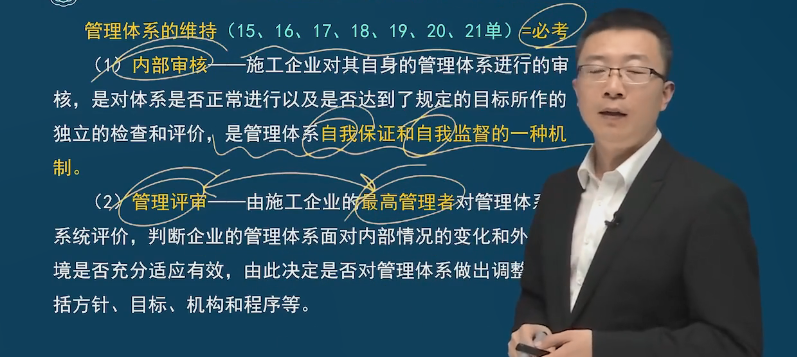 管理体系的维持（15、16、17、18、19、20、21单）=必考
（1）内部审核——施工企业对其自身的管理体系进行的审
核，是对体系是否正常进行以及是否达到了规定的目标所作的
独立的检查和评价，是管理体系自我保证和自我监督的一种机
制。
（2）管理评审——由施工企业的最高管理者对管理体
系统评价，判断企业的管理体系面对内部情况的变化和外
境是否充分适应有效，由此决定是否对管理体系做出调整
括方针、目标、机构和程序等。